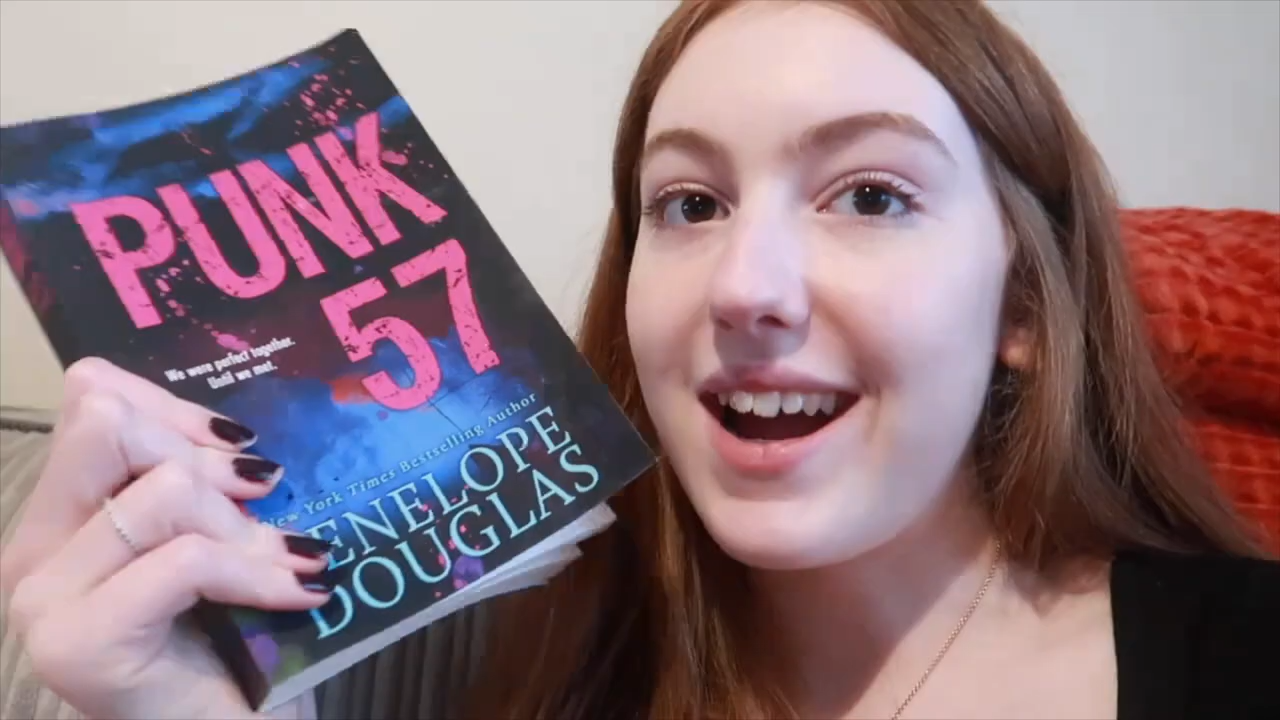 PUNK
57
We were perfect together.
Until we met.
New York Times Bestselling Author
ENELOPE
DOUGLAS